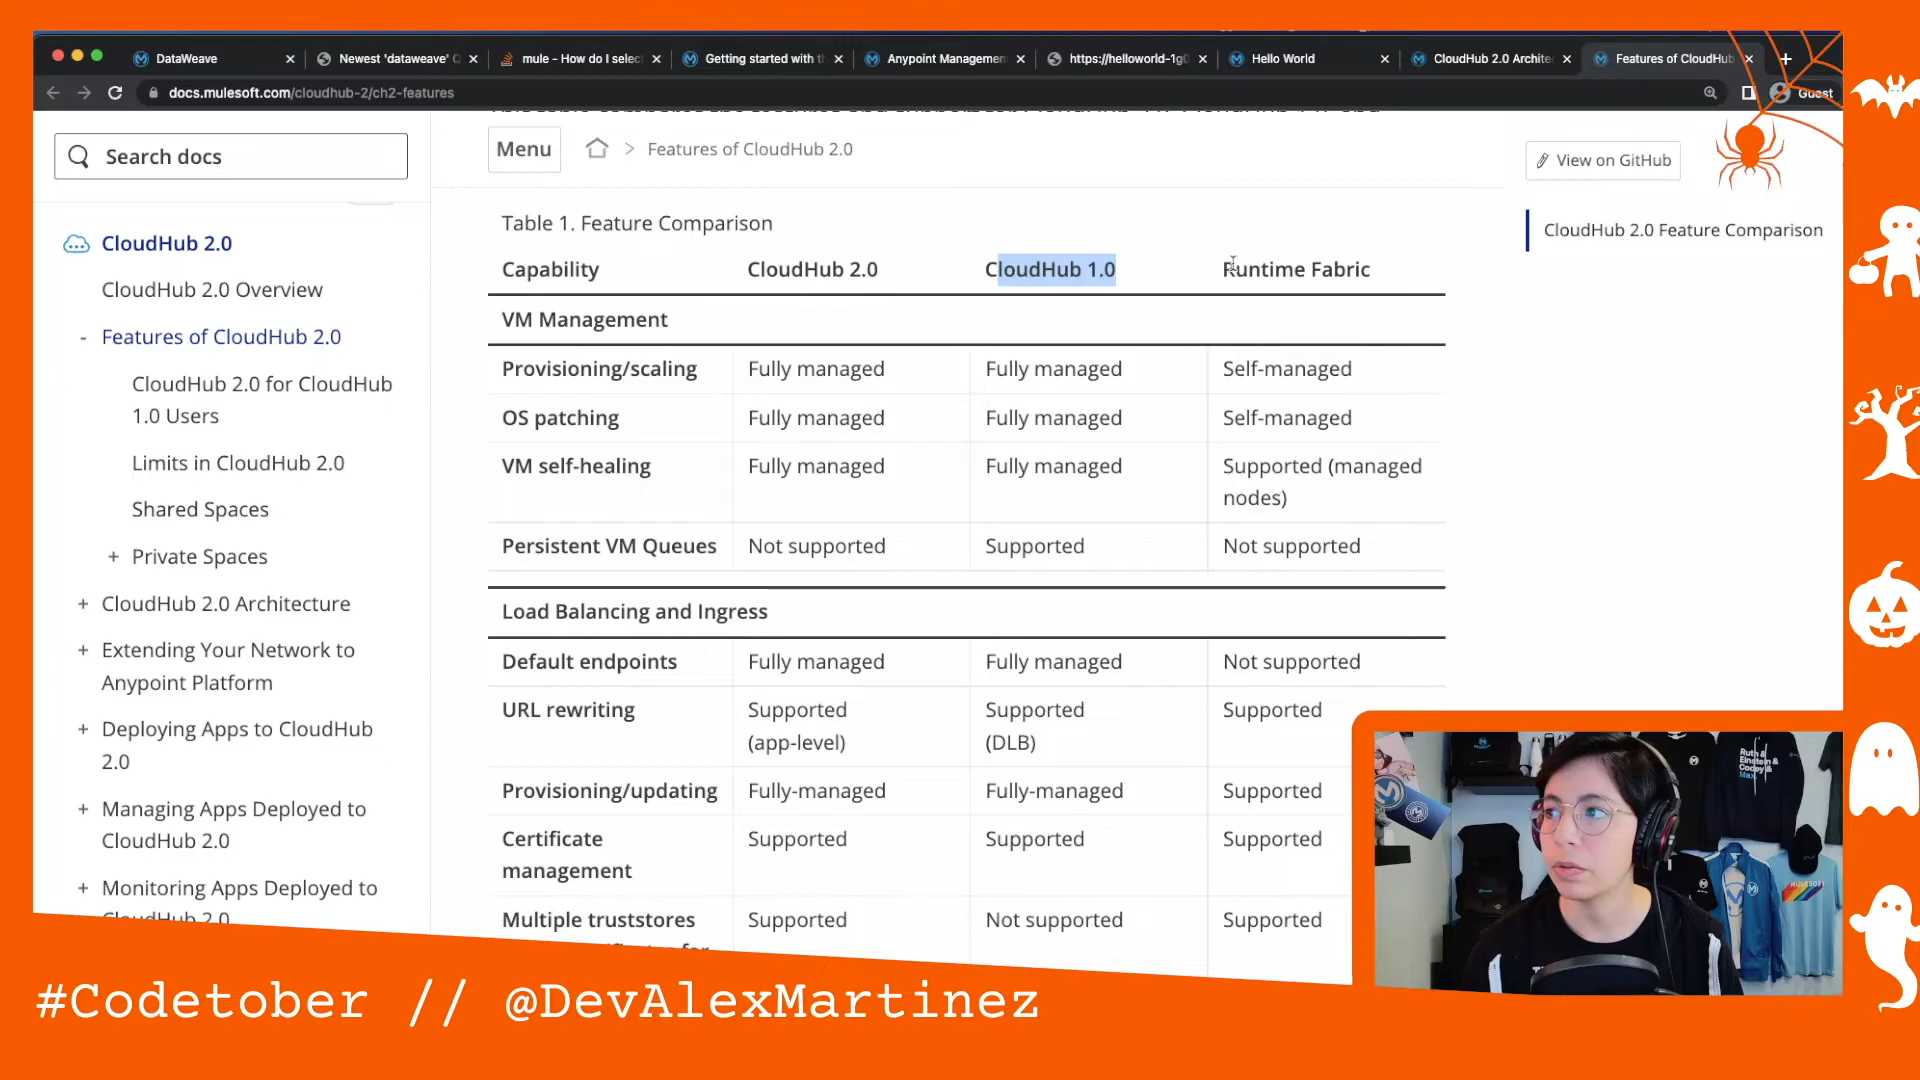 DataWeave
Newest 'dataweave' Q
mule - How do I selec
Getting started with t
Anypoint Managemen
https://helloworld-1g0
Hello World
CloudHub 2.0 Archite
Features of CloudHub
docs.mulesoft.com/cloudhub-2/ch2-features
Guest
Search docs
Menu
> Features of CloudHub 2.0
View on GitHub
CloudHub 2.0 Feature Comparison
CloudHub 2.0
CloudHub 2.0 Overview
- Features of CloudHub 2.0
CloudHub 2.0 for CloudHub
1.0 Users
Limits in CloudHub 2.0
Shared Spaces
+ Private Spaces
+ CloudHub 2.0 Architecture
+ Extending Your Network to
Anypoint Platform
+ Deploying Apps to CloudHub
2.0
+ Managing Apps Deployed to
CloudHub 2.0
+ Monitoring Apps Deployed to
CloudHub 2.0
Table 1. Feature Comparison
Capability CloudHub 2.0 CloudHub 1.0 Runtime Fabric
VM Management
Provisioning/scaling Fully managed Fully managed Self-managed
OS patching Fully managed Fully managed Self-managed
VM self-healing Fully managed Fully managed Supported (managed
nodes)
Persistent VM Queues Not supported Supported Not supported
Load Balancing and Ingress
Default endpoints Fully managed Fully managed Not supported
URL rewriting Supported Supported Supported
(app-level) (DLB)
Provisioning/updating Fully-managed Fully-managed Supported
Certificate Supported Supported Supported
management
Multiple truststores Supported Not supported Supported
Ruth &
Einstein &
Codey &
Max.
MULESOFT
#Codetober // @DevAlexMartinez